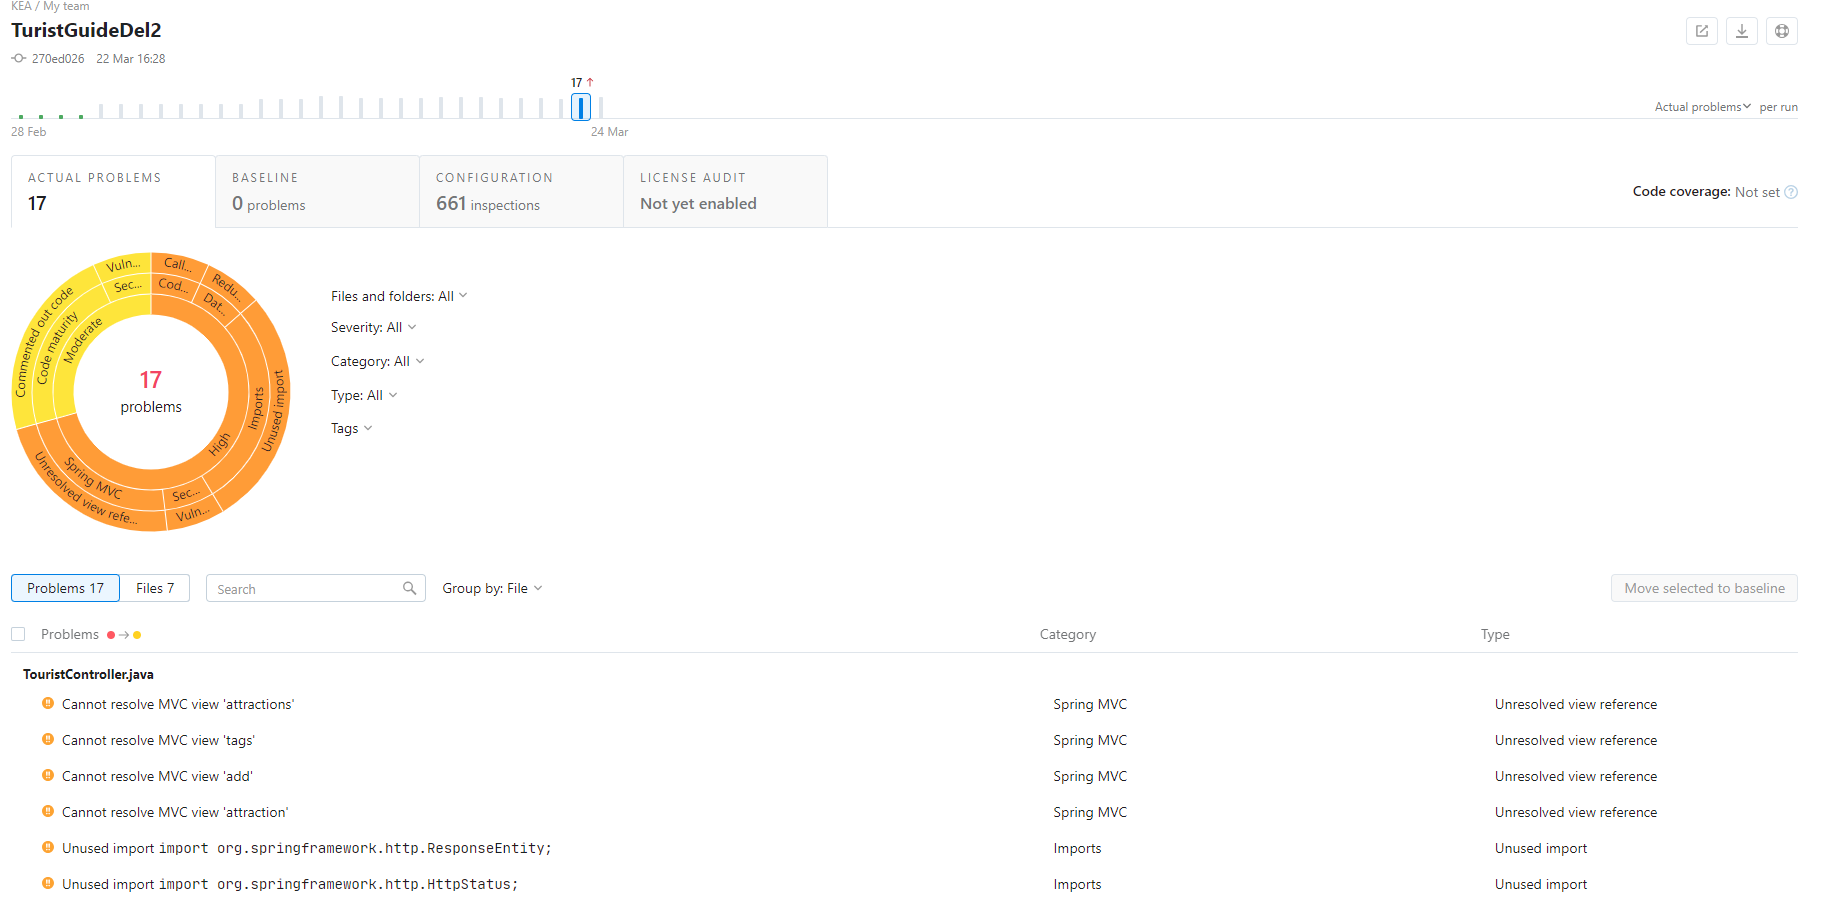 KEA / My team
TuristGuideDel2
270ed026 22 Mar 16:28
17 ↑
Actual problems per run
28 Feb 24 Mar
ACTUAL PROBLEMS
17
BASELINE
0 problems
CONFIGURATION
661 inspections
LICENSE AUDIT
Not yet enabled
Code coverage: Not set ?
Vuln...
Call...
Redu...
Sec...
Cod...
Dat...
Commented out code
Code maturity
Moderate
17
problems
High
Imports
Unused import
Spring MVC
Unresolved view refe...
Sec...
Vuln...
Files and folders: All
Severity: All
Category: All
Type: All
Tags
Problems 17 Files 7 Search Group by: File Move selected to baseline
Problems → Category Type
TouristController.java
Cannot resolve MVC view 'attractions' Spring MVC Unresolved view reference
Cannot resolve MVC view 'tags' Spring MVC Unresolved view reference
Cannot resolve MVC view 'add' Spring MVC Unresolved view reference
Cannot resolve MVC view 'attraction' Spring MVC Unresolved view reference
Unused import import org.springframework.http.ResponseEntity; Imports Unused import
Unused import import org.springframework.http.HttpStatus; Imports Unused import